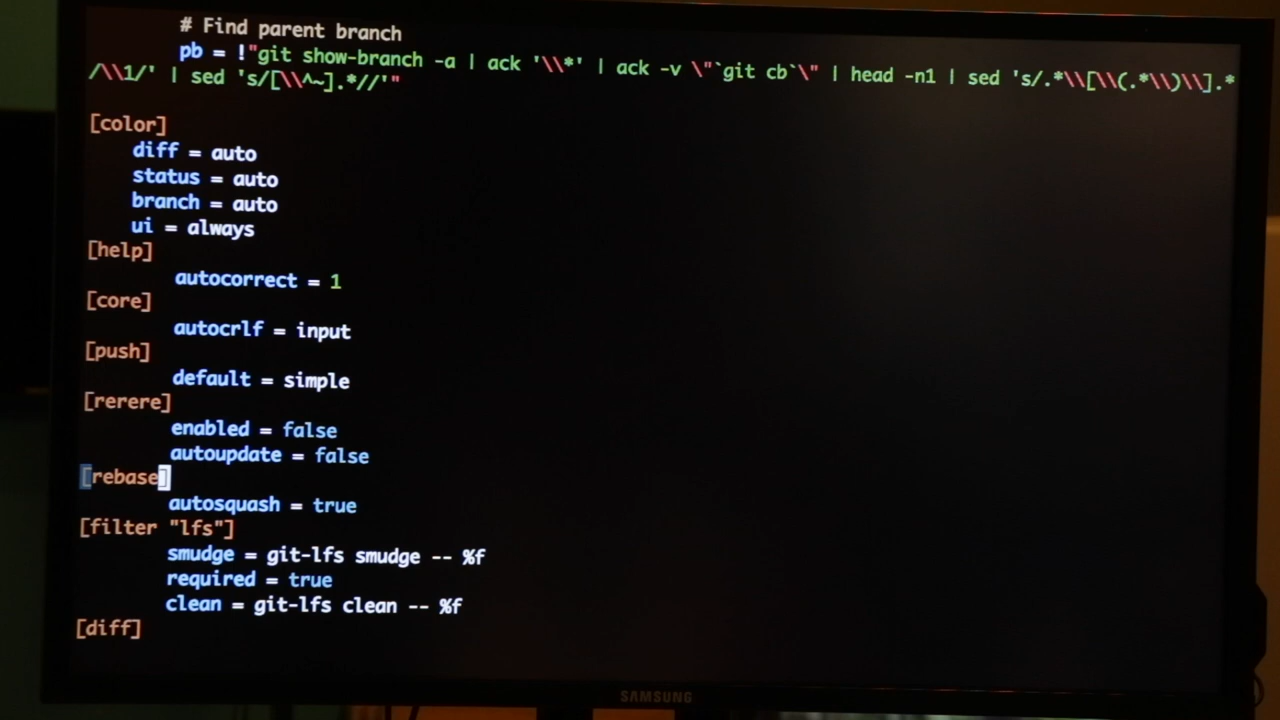 # Find parent branch
pb = !"git show-branch -a | ack '\\*' | ack -v \"`git cb`\" | head -n1 | sed 's/.*\\[\\(.*\\)\\].*
/\\1/' | sed 's/[\\^~].*//'"
[color]
diff = auto
status = auto
branch = auto
ui = always
[help]
autocorrect = 1
[core]
autocrlf = input
[push]
default = simple
[rerere]
enabled = false
autoupdate = false
[rebase]
autosquash = true
[filter "lfs"]
smudge = git-lfs smudge -- %f
required = true
clean = git-lfs clean -- %f
[diff]
SAMSUNG